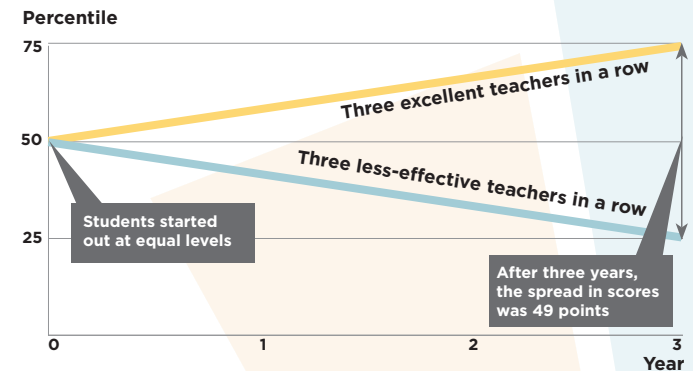 Percentile
75
Three excellent teachers in a row
50
Three less-effective teachers in a row
Students started
out at equal levels
25
After three years,
the spread in scores
was 49 points
0
1
2
3
Year